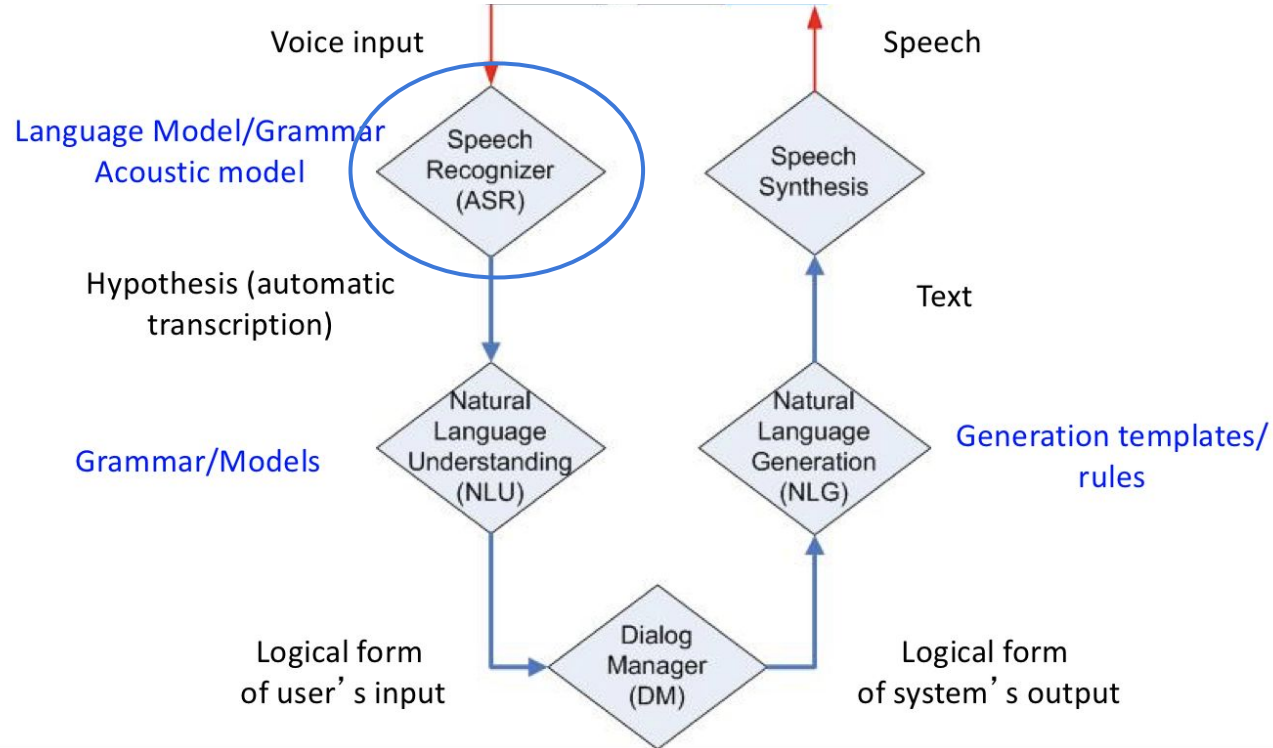 Voice input
Speech
Language Model/Grammar
Acoustic model
Speech
Recognizer
(ASR)
Speech
Synthesis
Hypothesis (automatic
transcription)
Text
Grammar/Models
Natural
Language
Understanding
(NLU)
Natural
Language
Generation
(NLG)
Generation templates/
rules
Logical form
of user’s input
Dialog
Manager
(DM)
Logical form
of system’s output